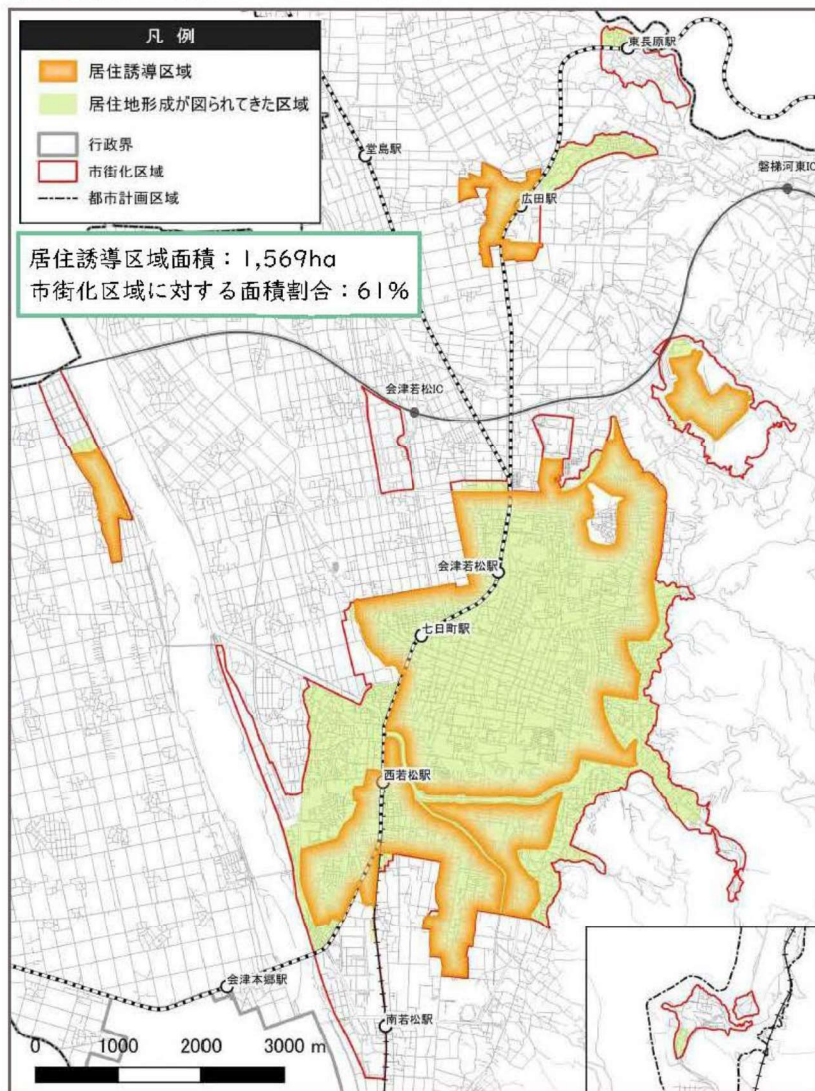 凡 例
居住誘導区域
居住地形成が図られてきた区域
行政界
市街化区域
都市計画区域
居住誘導区域面積：1,569ha
市街化区域に対する面積割合：61%
東長原駅
堂島駅
磐梯河東IC
広田駅
会津若松IC
会津若松駅
七日町駅
西若松駅
会津本郷駅
南若松駅
0 1000 2000 3000 m